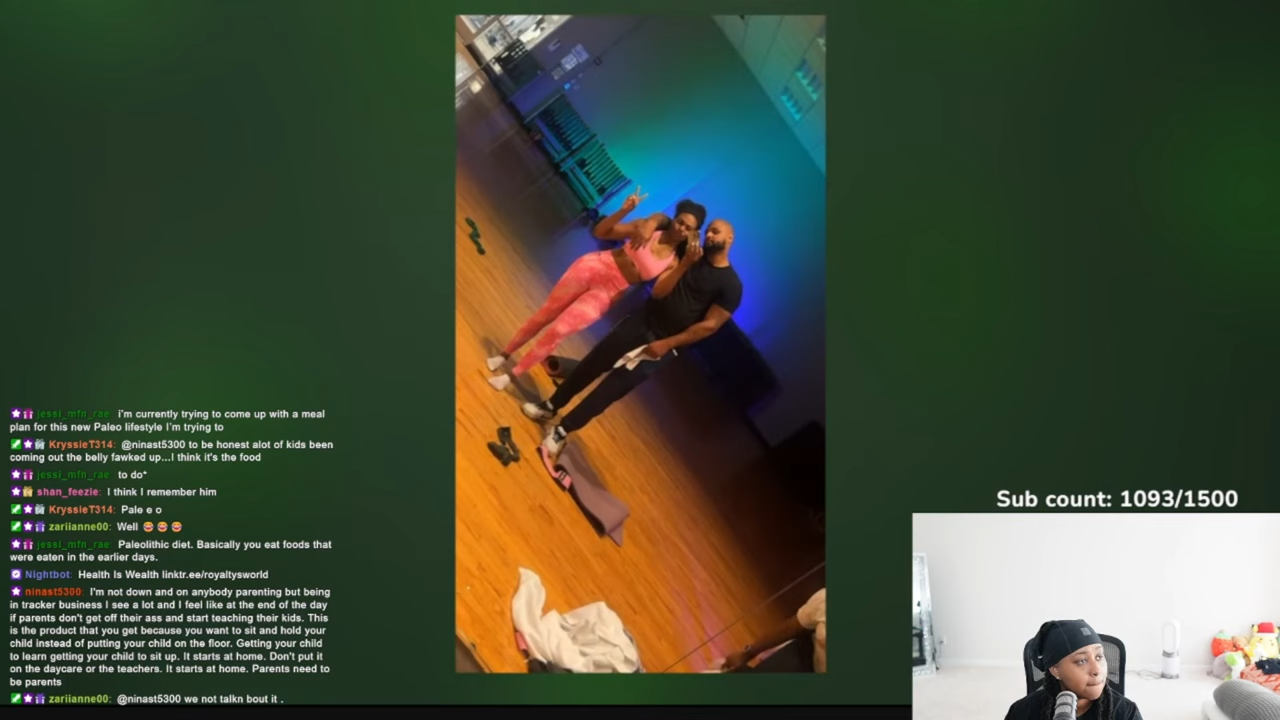 jessi_mfn_rae: i'm currently trying to come up with a meal
plan for this new Paleo lifestyle I'm trying to
KryssieT314: @ninast5300 to be honest alot of kids been
coming out the belly fawked up...I think it's the food
jessi_mfn_rae: to do*
shan_feezie: I think I remember him
KryssieT314: Pale e o
zariianne00: Well 😂 😂 😂
jessi_mfn_rae: Paleolithic diet. Basically you eat foods that
were eaten in the earlier days.
Nightbot: Health Is Wealth linktr.ee/royaltysworld
ninast5300: I'm not down and on anybody parenting but being
in tracker business I see a lot and I feel like at the end of the day
if parents don't get off their ass and start teaching their kids. This
is the product that you get because you want to sit and hold your
child instead of putting your child on the floor. Getting your child
to learn getting your child to sit up. It starts at home. Don't put it
on the daycare or the teachers. It starts at home. Parents need to
be parents
zariianne00: @ninast5300 we not talkn bout it .
Sub count: 1093/1500